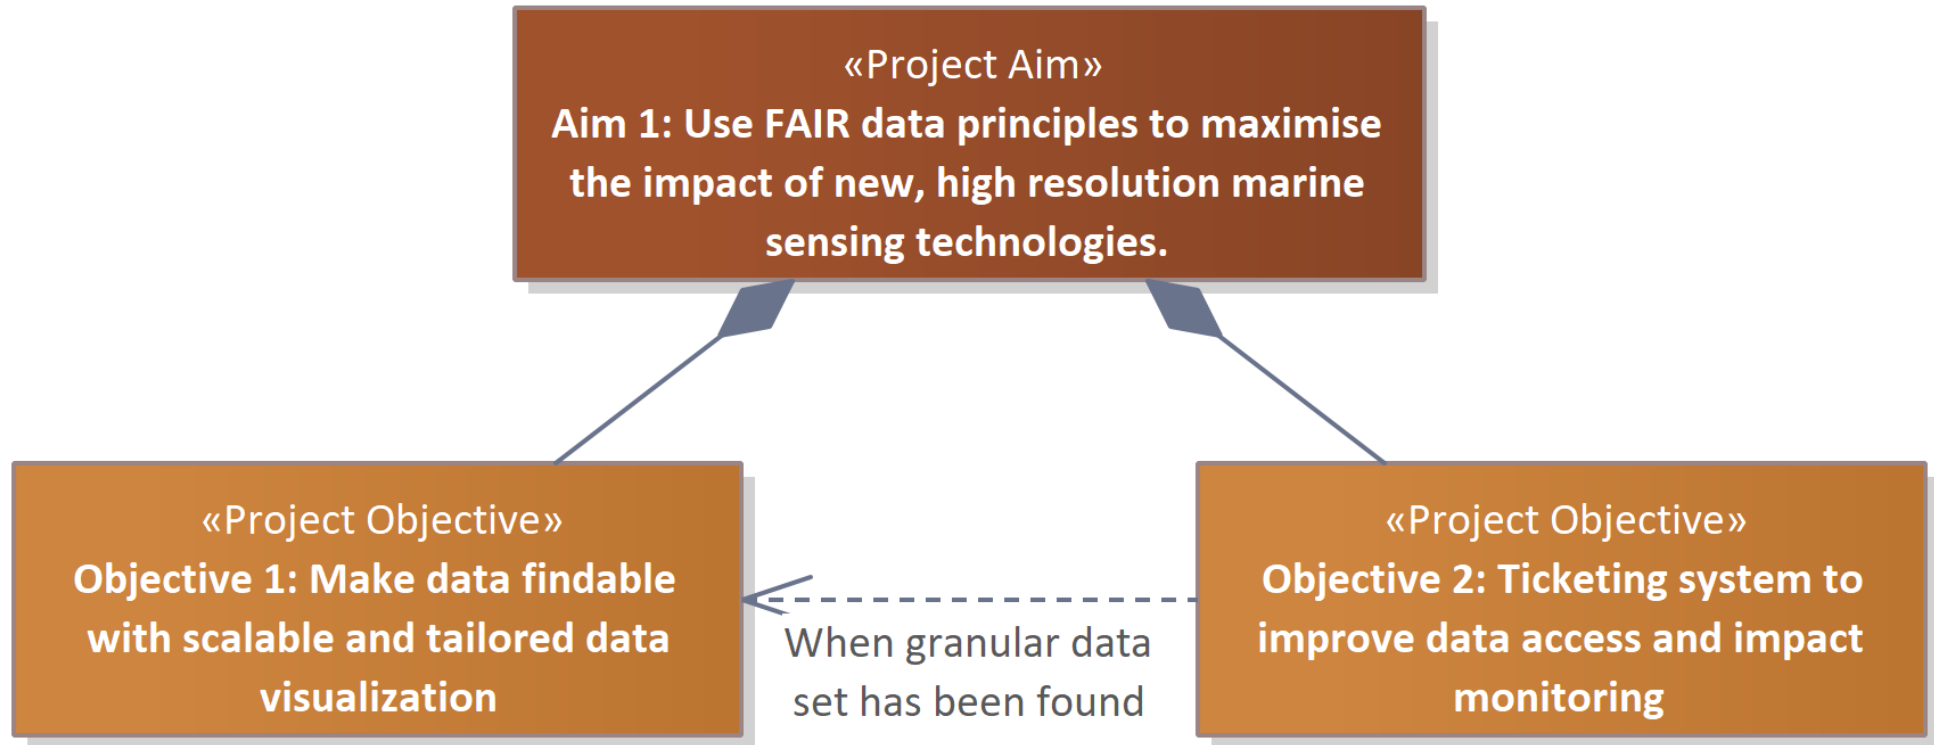 «Project Aim»
Aim 1: Use FAIR data principles to maximise
the impact of new, high resolution marine
sensing technologies.
«Project Objective»
Objective 1: Make data findable
with scalable and tailored data
visualization
When granular data
set has been found
«Project Objective»
Objective 2: Ticketing system to
improve data access and impact
monitoring